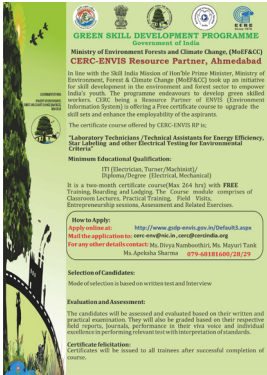 GREEN SKILL DEVELOPMENT PROGRAMME
Government of India
Ministry of Environment Forests and Climate Change, (MoEF&CC)
CERC-ENVIS Resource Partner, Ahmedabad
In line with the Skill India Mission of Hon'ble Prime Minister, Ministry of
Environment, Forest & Climate Change (MoEF&CC) took up an initiative
for skill development in the environment and forest sector to empower
India's youth. The programme endeavours to develop green skilled
workers. CERC being a Resource Partner of ENVIS (Environment
Information System) is offering a Free certificate course to upgrade the
skill sets and enhance the employability of the aspirants.
The certificate course offered by CERC-ENVIS RP is;
"Laboratory Technicians /Technical Assistants for Energy Efficiency,
Star Labeling and other Electrical Testing for Environmental
Criteria"
Minimum Educational Qualification:
ITI (Electrician, Turner/Machinist)/
Diploma/Degree (Electrical, Mechanical)
It is a two-month certificate course(Max 264 hrs) with FREE
Training, Boarding and Lodging. The Course module comprises of
Classroom Lectures, Practical Training, Field Visits,
Entrepreneurship sessions, Assessment and Related Exercises.
How to Apply:
Apply online at: http://www.gsdp-envis.gov.in/Default3.aspx
Mail the application to: cerc-env@nic.in, cerc@cercindia.org
For any other details contact: Ms. Divya Namboothiri, Ms. Mayuri Tank
Ms. Apeksha Sharma 079-68181600/28/29
Selection of Candidates:
Mode of selection is based on written test and Interview
Evaluation and Assessment:
The candidates will be assessed and evaluated based on their written and
practical examination. They will also be graded based on their respective
field reports, Journals, performance in their viva voice and individual
excellence in performing relevant test with interpretation of standards.
Certificate felicitation:
Certificates will be issued to all trainees after successful completion of
course.